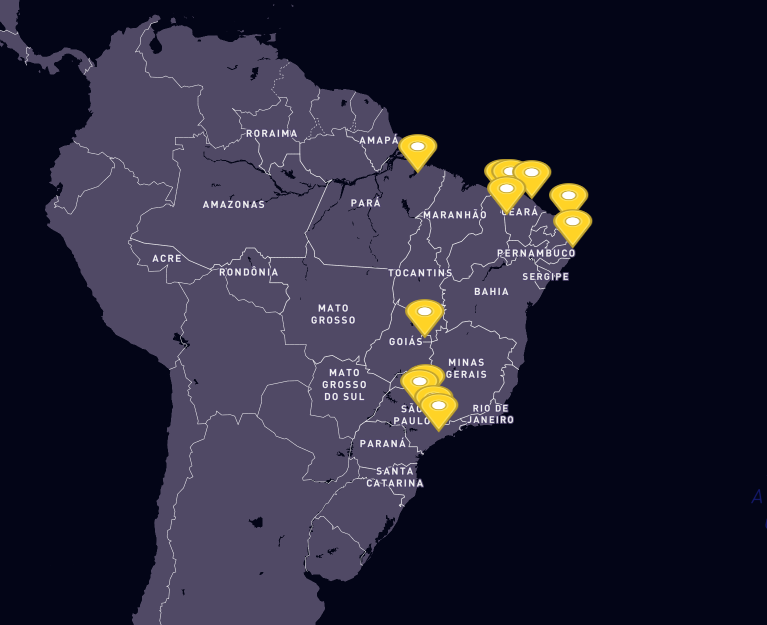 RORAIMA
AMAPÁ
AMAZONAS
PARÁ
MARANHÃO
CEARÁ
ACRE
RONDÔNIA
TOCANTINS
PERNAMBUCO
SERGIPE
BAHIA
MATO
GROSSO
GOIÁS
MINAS
GERAIS
MATO
GROSSO
DO SUL
SÃO
PAULO
RIO DE
JANEIRO
PARANÁ
SANTA
CATARINA
A